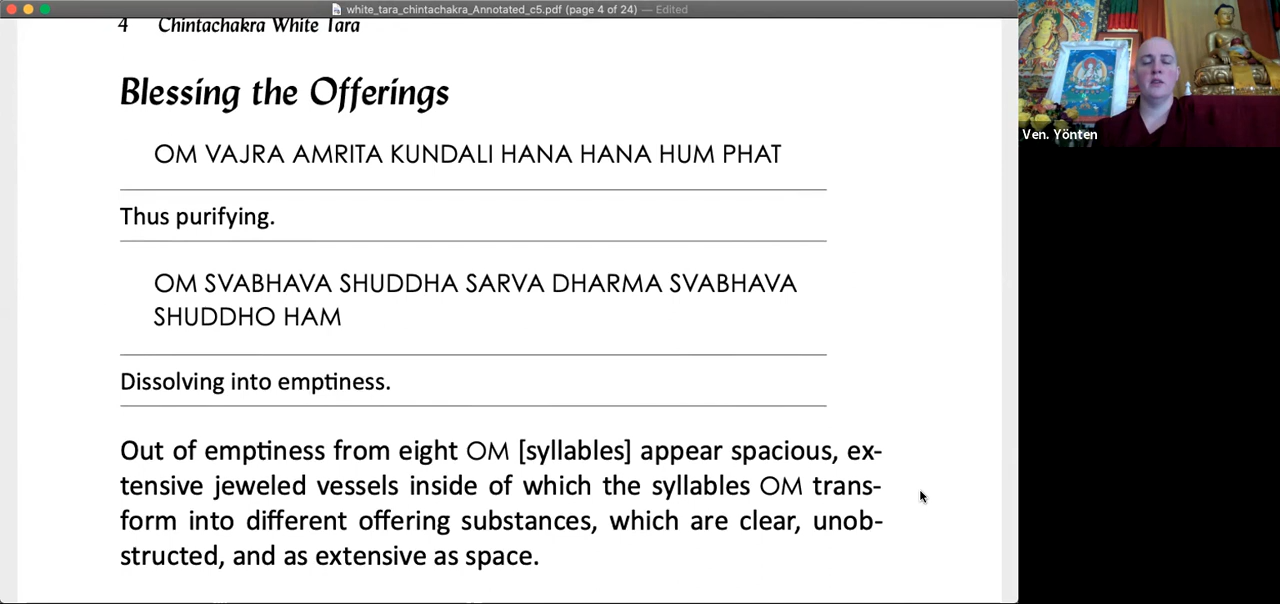 white_tara_chintachakra_Annotated_c5.pdf (page 4 of 24) — Edited
4 Chintachakra White Tara
Blessing the Offerings
OM VAJRA AMRITA KUNDALI HANA HANA HUM PHAT
Thus purifying.
OM SVABHAVA SHUDDHA SARVA DHARMA SVABHAVA
SHUDDHO HAM
Dissolving into emptiness.
Out of emptiness from eight OM [syllables] appear spacious, ex-
tensive jeweled vessels inside of which the syllables OM trans-
form into different offering substances, which are clear, unob-
structed, and as extensive as space.
Ven. Yönten